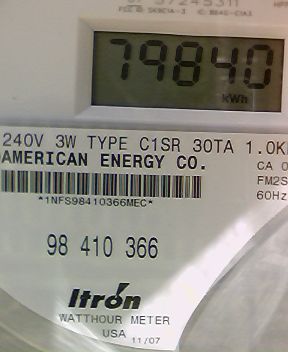 79840
kWh
240V 3W TYPE C1SR 30TA 1.0K
AMERICAN ENERGY CO.
CA 0
FM2S
60Hz
*1NFS98410366MEC*
98 410 366
Itron
WATTHOUR METER
USA 11/07